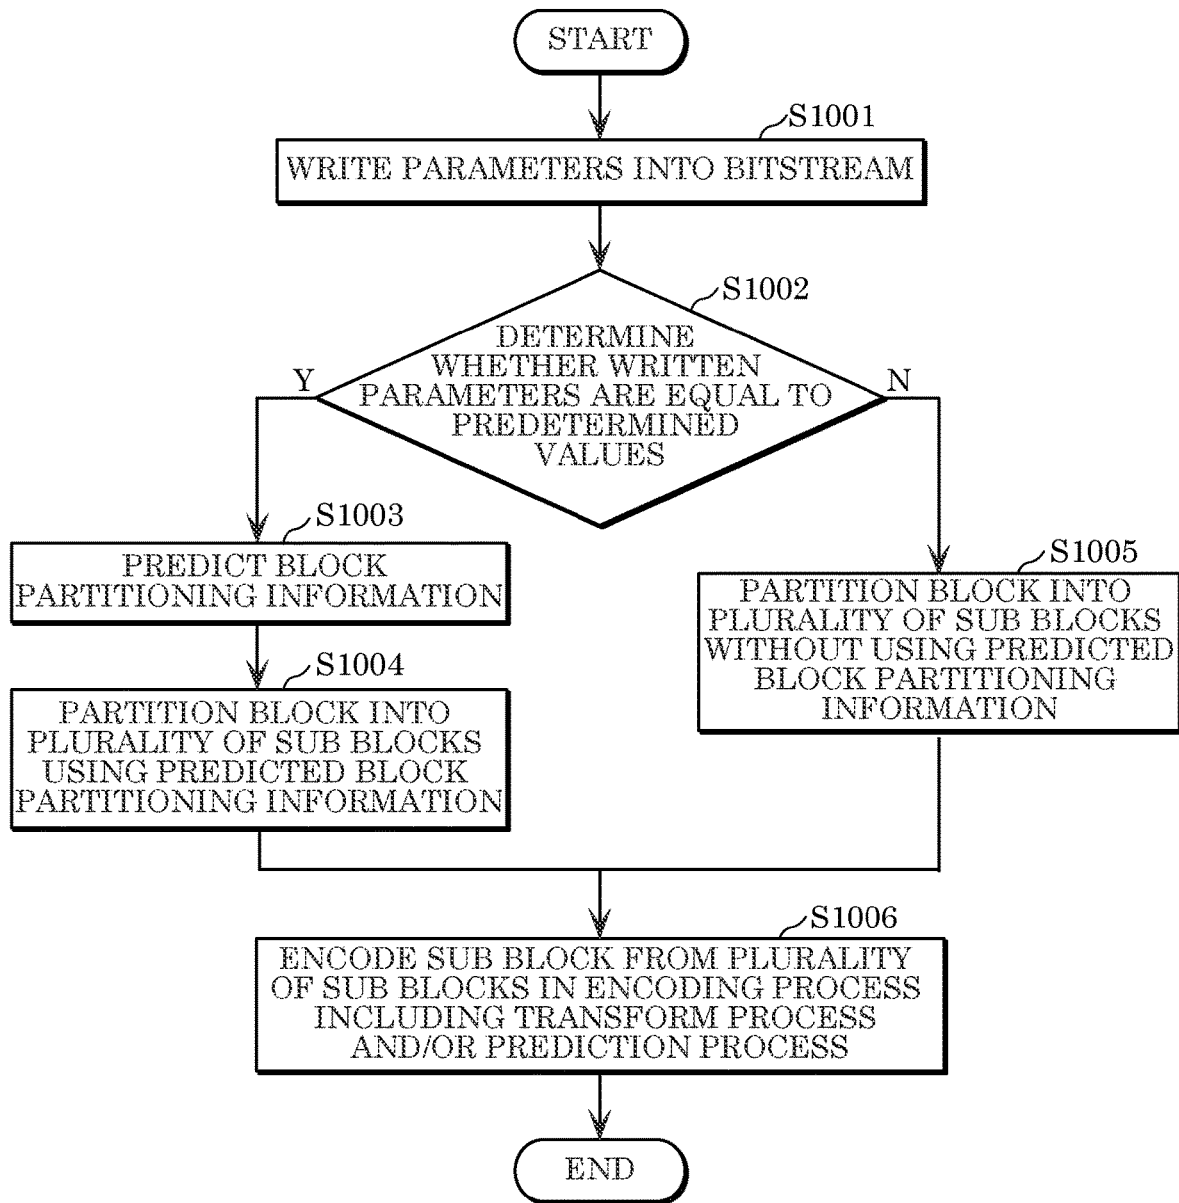 START
S1001
WRITE PARAMETERS INTO BITSTREAM
S1002
DETERMINE
WHETHER WRITTEN
PARAMETERS ARE EQUAL TO
PREDETERMINED
VALUES
Y
N
S1003
PREDICT BLOCK
PARTITIONING INFORMATION
S1004
PARTITION BLOCK INTO
PLURALITY OF SUB BLOCKS
USING PREDICTED BLOCK
PARTITIONING INFORMATION
S1005
PARTITION BLOCK INTO
PLURALITY OF SUB BLOCKS
WITHOUT USING PREDICTED
BLOCK PARTITIONING
INFORMATION
S1006
ENCODE SUB BLOCK FROM PLURALITY
OF SUB BLOCKS IN ENCODING PROCESS
INCLUDING TRANSFORM PROCESS
AND/OR PREDICTION PROCESS
END